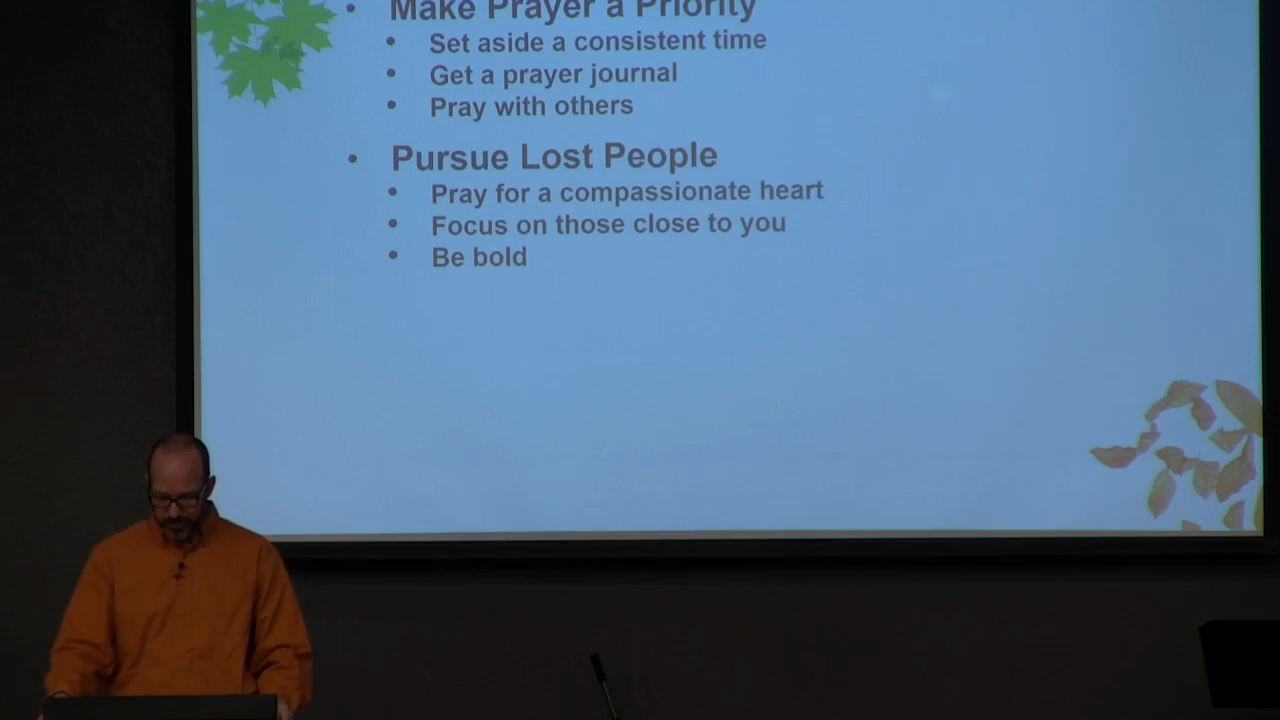 • Make Prayer a Priority
• Set aside a consistent time
• Get a prayer journal
• Pray with others
• Pursue Lost People
• Pray for a compassionate heart
• Focus on those close to you
• Be bold